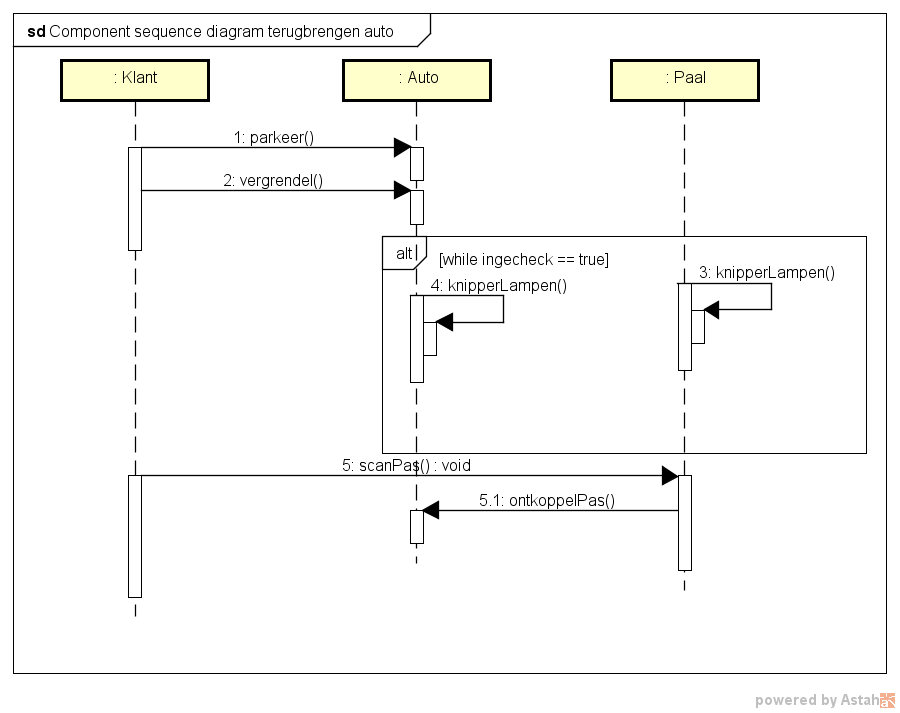 sd Component sequence diagram terugbrengen auto
: Klant
: Auto
: Paal
1: parkeer()
2: vergrendel()
alt
[while ingecheck == true]
3: knipperLampen()
4: knipperLampen()
5: scanPas() : void
5.1: ontkoppelPas()
powered by Astah